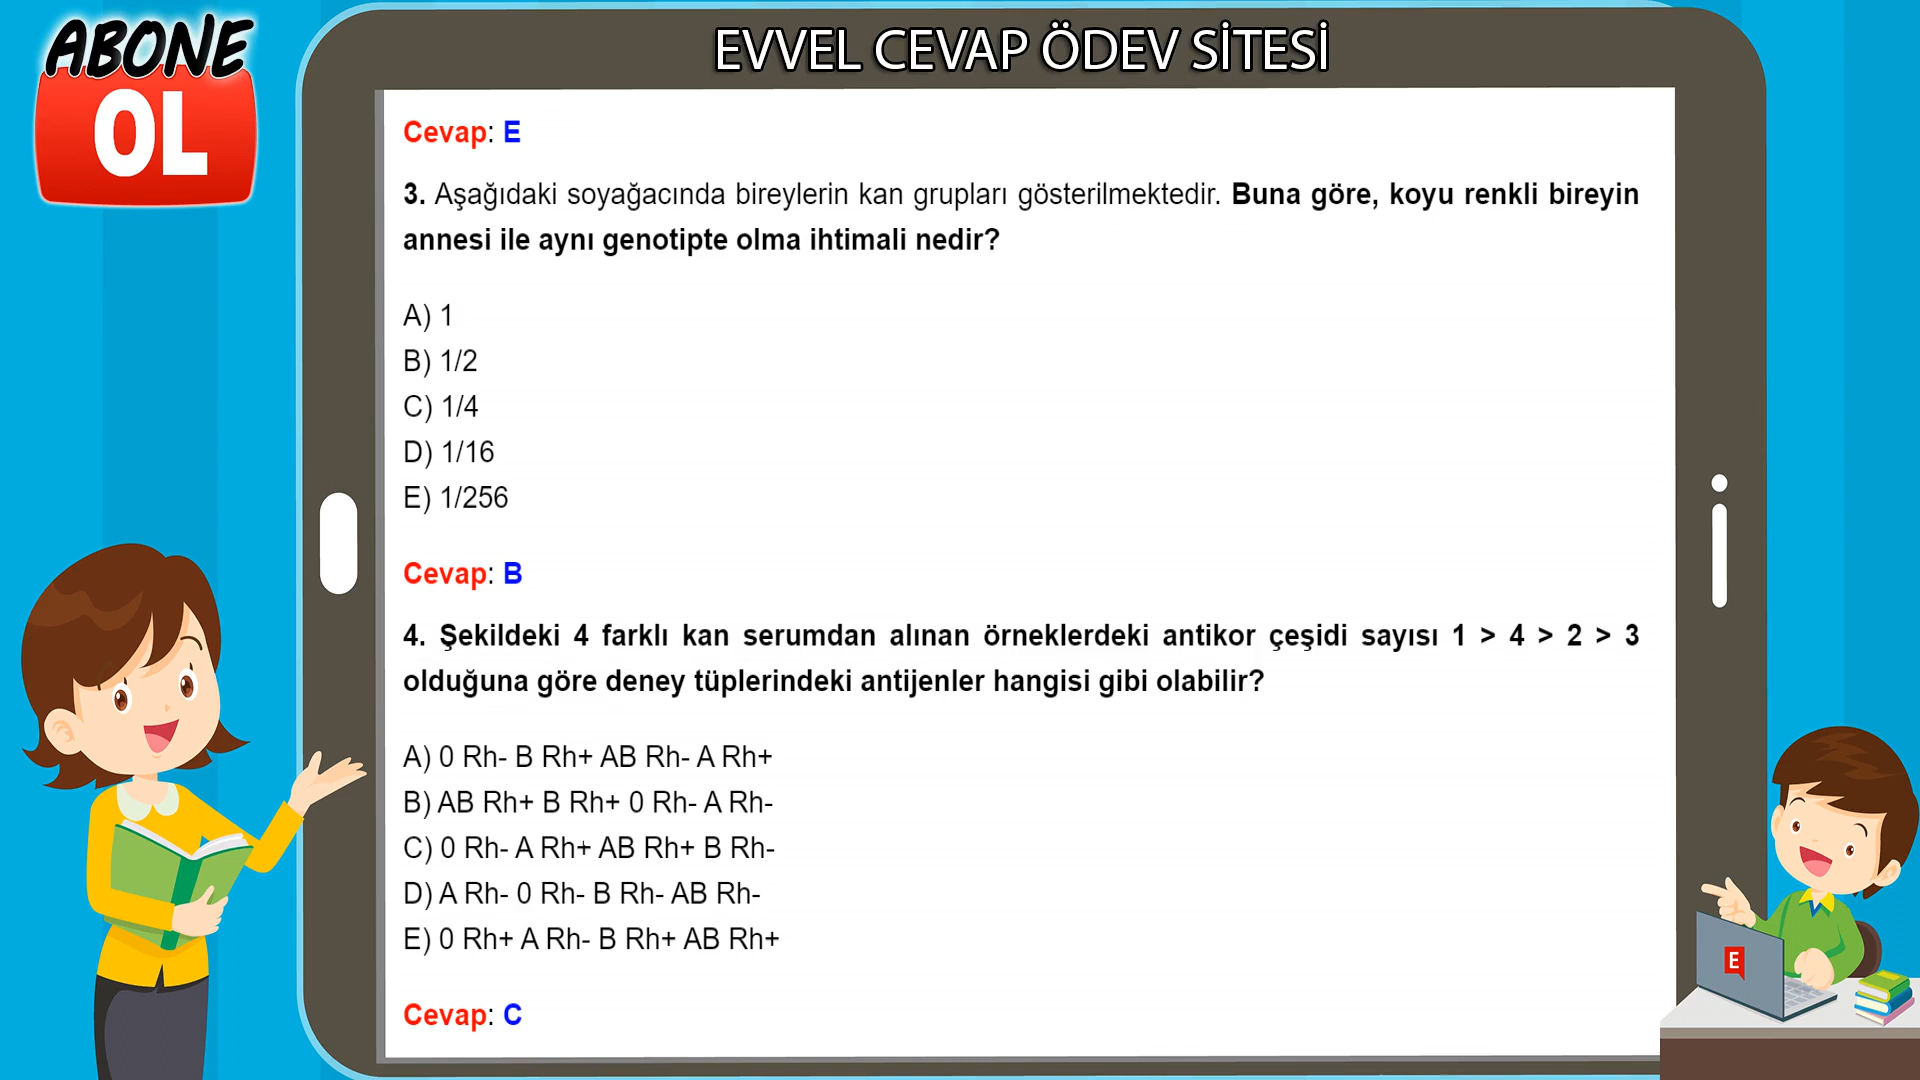 ABONE
OL
EVVEL CEVAP ÖDEV SİTESİ
Cevap: E
3. Aşağıdaki soyağacında bireylerin kan grupları gösterilmektedir. Buna göre, koyu renkli bireyin
annesi ile aynı genotipte olma ihtimali nedir?
A) 1
B) 1/2
C) 1/4
D) 1/16
E) 1/256
Cevap: B
4. Şekildeki 4 farklı kan serumdan alınan örneklerdeki antikor çeşidi sayısı 1 > 4 > 2 > 3
olduğuna göre deney tüplerindeki antijenler hangisi gibi olabilir?
A) 0 Rh- B Rh+ AB Rh- A Rh+
B) AB Rh+ B Rh+ 0 Rh- A Rh-
C) 0 Rh- A Rh+ AB Rh+ B Rh-
D) A Rh- 0 Rh- B Rh- AB Rh-
E) 0 Rh+ A Rh- B Rh+ AB Rh+
Cevap: C
E